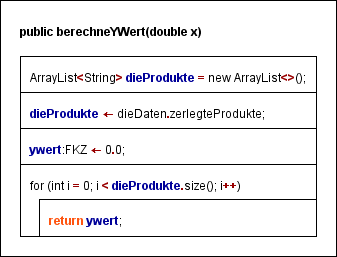 public berechneYWert(double x)
ArrayList<String> dieProdukte = new ArrayList<>();
dieProdukte ← dieDaten.zerlegteProdukte;
ywert:FKZ ← 0.0;
for (int i = 0; i < dieProdukte.size(); i++)
return ywert;